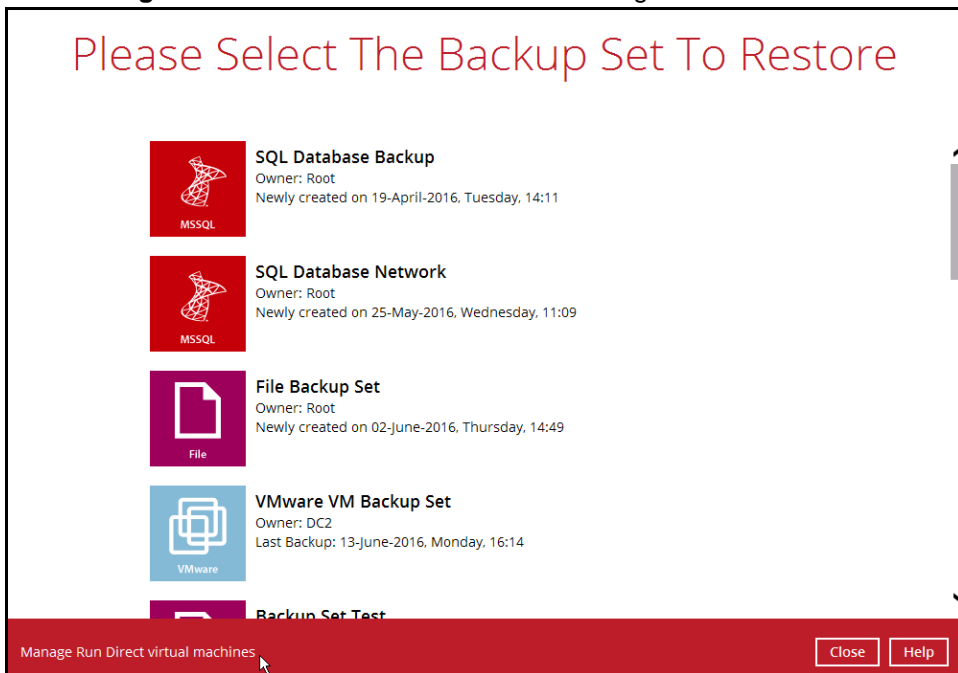 Please Select The Backup Set To Restore
SQL Database Backup
Owner: Root
Newly created on 19-April-2016, Tuesday, 14:11
MSSQL
SQL Database Network
Owner: Root
Newly created on 25-May-2016, Wednesday, 11:09
MSSQL
File Backup Set
Owner: Root
Newly created on 02-June-2016, Thursday, 14:49
File
VMware VM Backup Set
Owner: DC2
Last Backup: 13-June-2016, Monday, 16:14
VMware
Backup Set Test
Manage Run Direct virtual machines
Close
Help